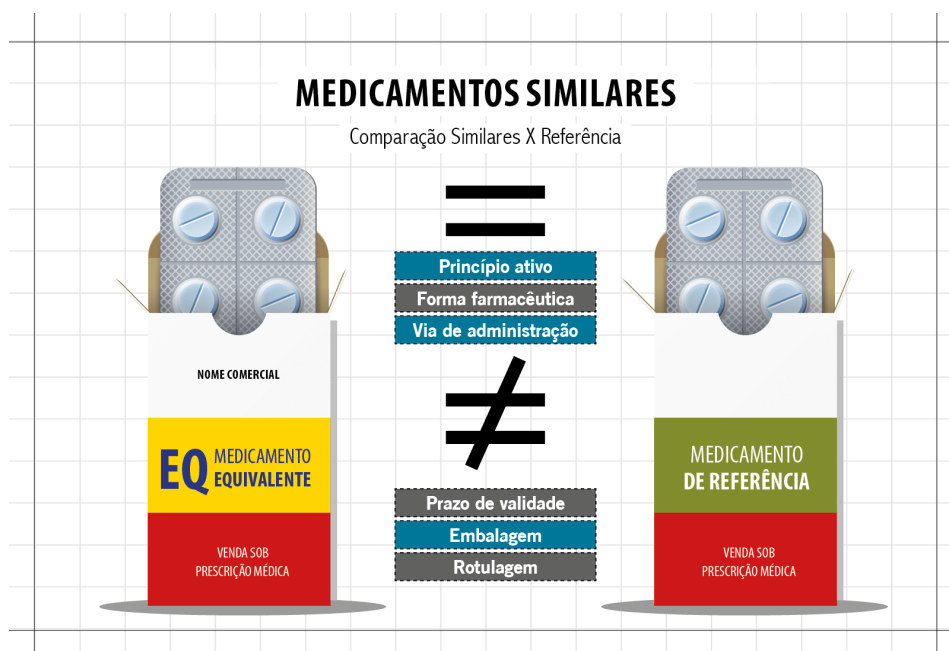 MEDICAMENTOS SIMILARES
Comparação Similares X Referência
Princípio ativo
Forma farmacêutica
Via de administração
Prazo de validade
Embalagem
Rotulagem
NOME COMERCIAL
EQ MEDICAMENTO
EQUIVALENTE
VENDA SOB
PRESCRIÇÃO MÉDICA
MEDICAMENTO
DE REFERÊNCIA
VENDA SOB
PRESCRIÇÃO MÉDICA